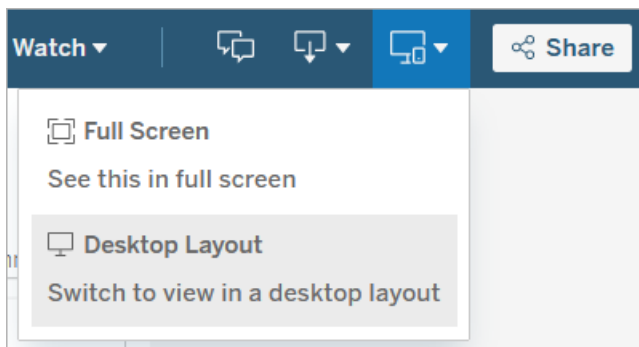 Watch
Share
Full Screen
See this in full screen
Desktop Layout
Switch to view in a desktop layout